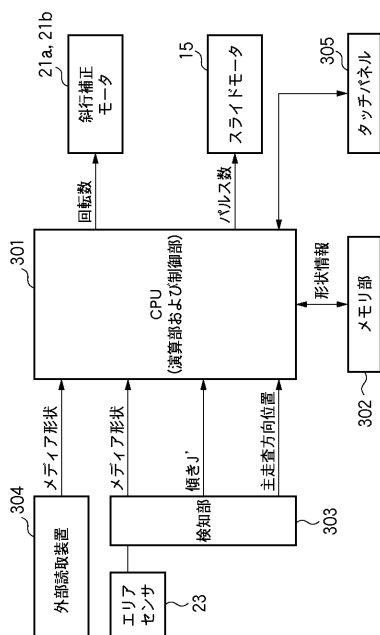 304
外部読取装置
メディア形状
エリア
センサ
23
検知部
303
メディア形状
傾きJ'
主走査方向位置
301
CPU
(演算部および制御部)
形状情報
メモリ部
302
回転数
21a, 21b
斜行補正
モータ
パルス数
15
スライドモータ
305
タッチパネル